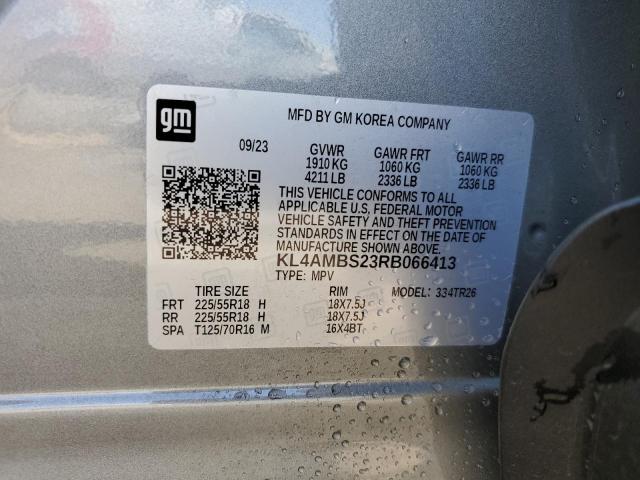 gm
MFD BY GM KOREA COMPANY
09/23 GVWR GAWR FRT GAWR RR
1910 KG 1060 KG 1060 KG
4211 LB 2336 LB 2336 LB
THIS VEHICLE CONFORMS TO ALL
APPLICABLE U.S. FEDERAL MOTOR
VEHICLE SAFETY AND THEFT PREVENTION
STANDARDS IN EFFECT ON THE DATE OF
MANUFACTURE SHOWN ABOVE.
KL4AMBS23RB066413
TYPE: MPV
TIRE SIZE RIM MODEL: 334TR26
FRT 225/55R18 H 18X7.5J
RR 225/55R18 H 18X7.5J
SPA T125/70R16 M 16X4BT